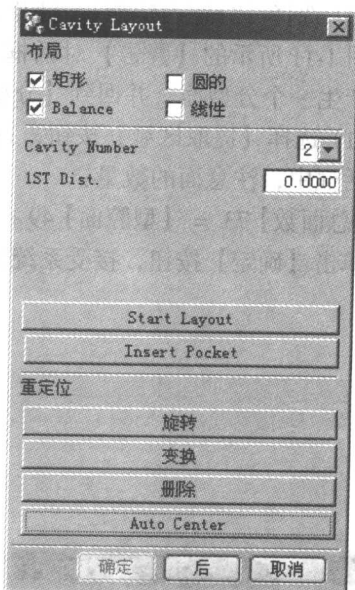 Cavity Layout
布局
矩形 圆的
Balance 线性
Cavity Number 2
1ST Dist. 0.0000
Start Layout
Insert Pocket
重定位
旋转
变换
删除
Auto Center
确定 后 取消